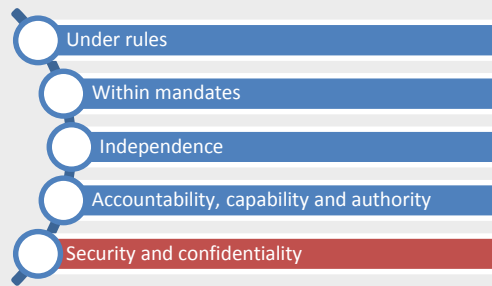 Under rules
Within mandates
Independence
Accountability, capability and authority
Security and confidentiality